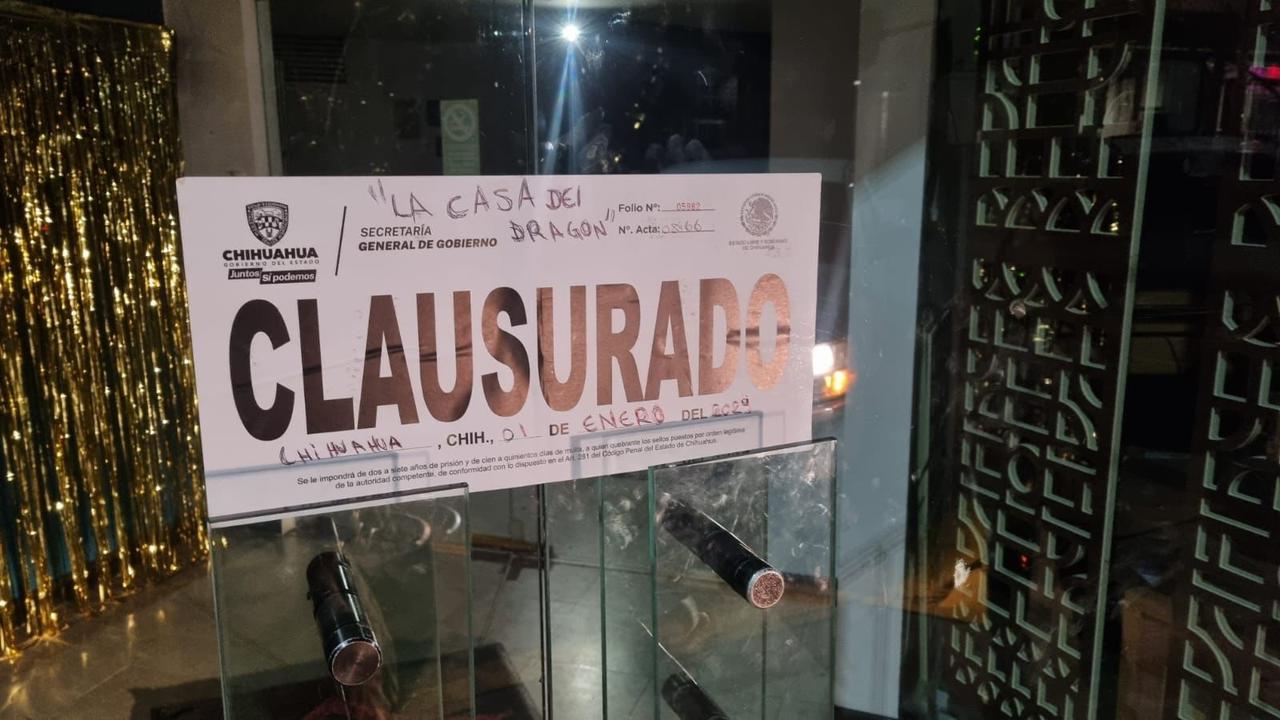 "LA CASA DEL
DRAGON"
CHIHUAHUA
GOBIERNO DEL ESTADO
Juntos Sí podemos
SECRETARÍA
GENERAL DE GOBIERNO
Folio Nº: 05982
Nº. Acta:
ESTADO LIBRE Y SOBERANO
DE CHIHUAHUA
CLAUSURADO
CHIHUAHUA, CHIH., 01 DE ENERO DEL
Se le impondrá de dos a siete años de prisión y de cien a quinientos días de multa, a quien quebrante los sellos puestos por orden legítima
de la autoridad competente, de conformidad con lo dispuesto en el Art. 281 del Código Penal del Estado de Chihuahua.